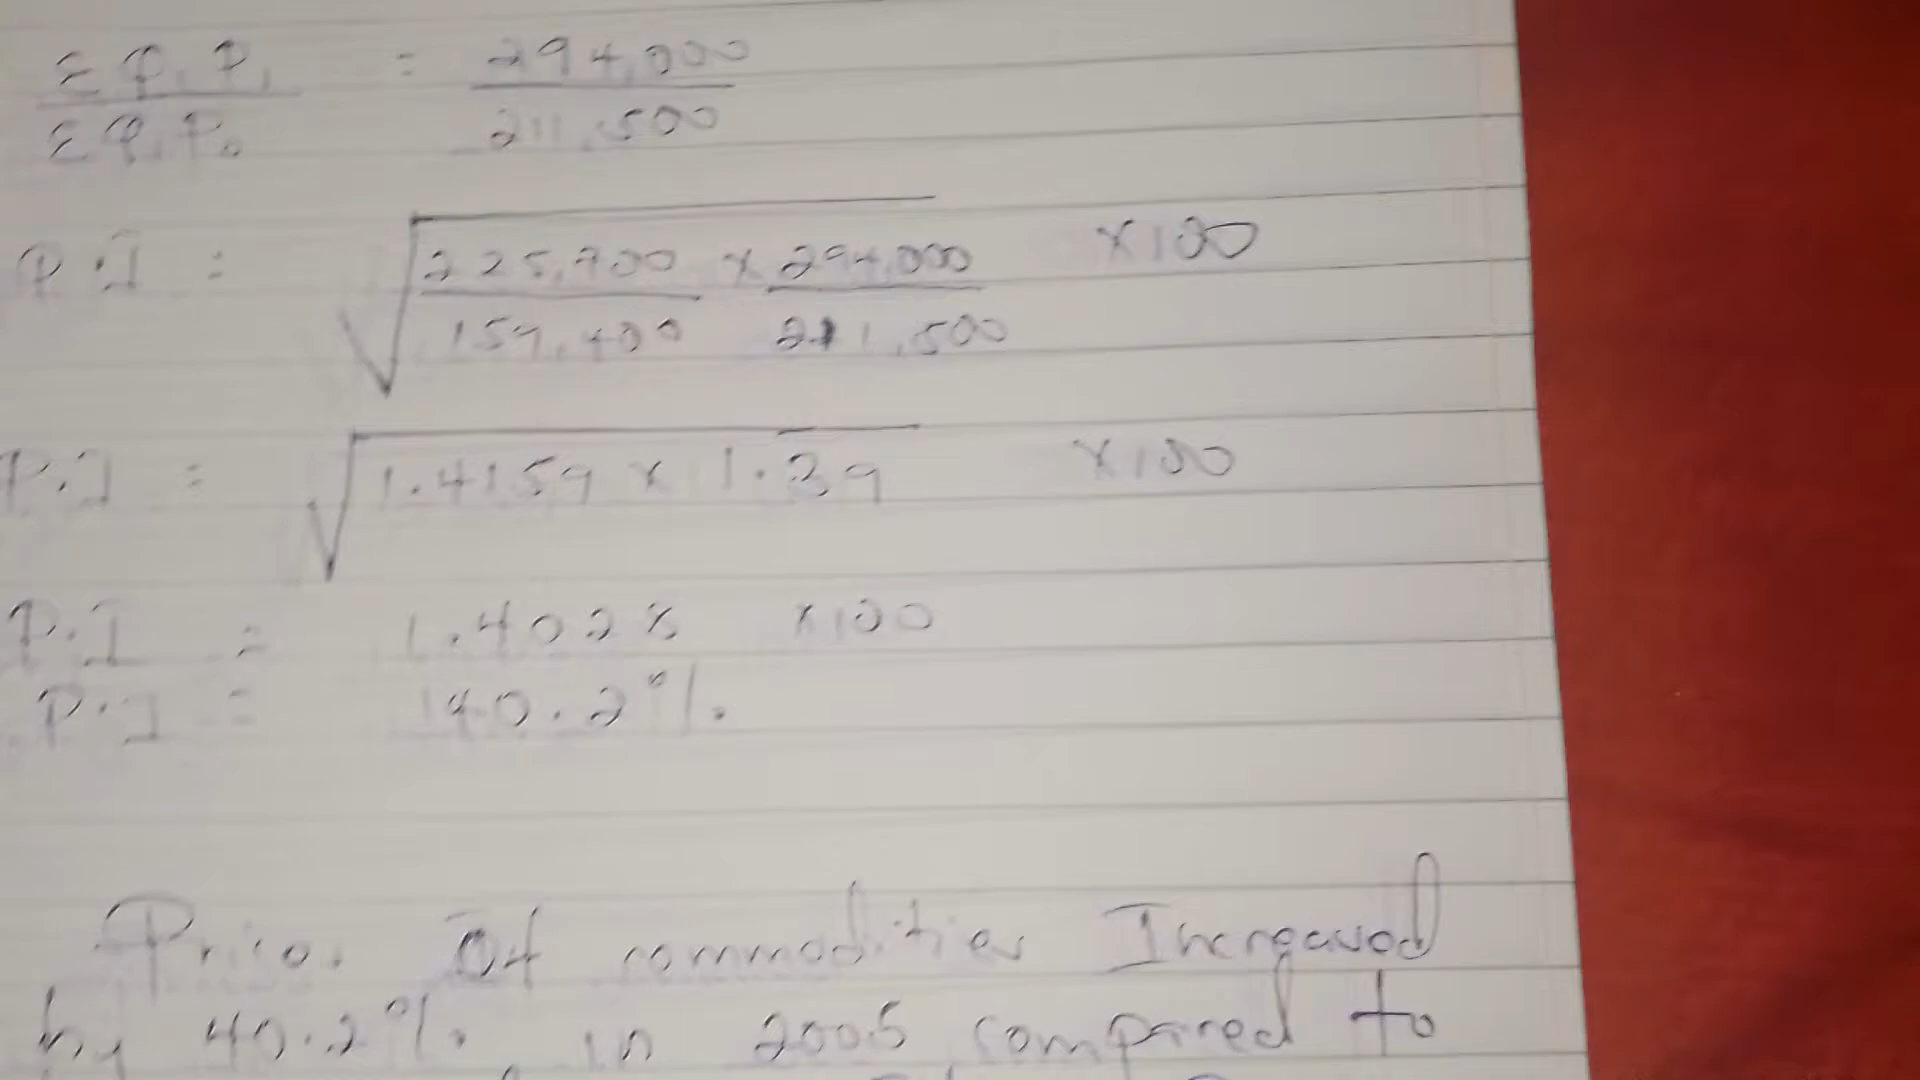 Σq₁P₁ = 294,000
Σq₁P₀ 211,500
P.I = √ 225,700 × 294,000 ×100
159,400 211,500
P.I = √ 1.4159 × 1.39 ×100
P.I = 1.4028 ×100
P.I = 140.2%.
Price. Of commodities Increased
by 40.2% in 2005 compared to